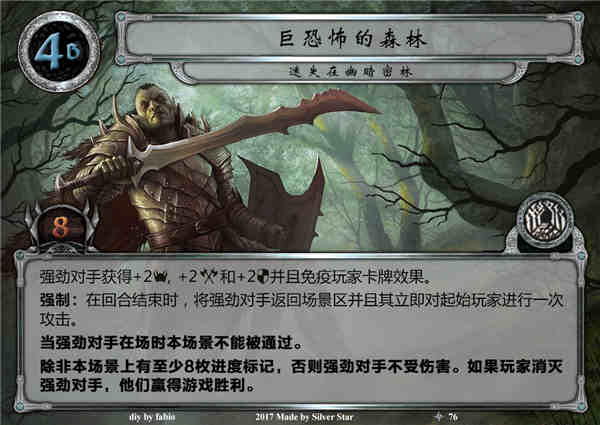 4B
巨恐怖的森林
迷失在幽暗密林
8
强劲对手获得+2，+2和+2并且免疫玩家卡牌效果。
强制：在回合结束时，将强劲对手返回场景区并且其立即对起始玩家进行一次
攻击。
当强劲对手在场时本场景不能被通过。
除非本场景上有至少8枚进度标记，否则强劲对手不受伤害。如果玩家消灭
强劲对手，他们赢得游戏胜利。
diy by fabio 2017 Made by Silver Star 76